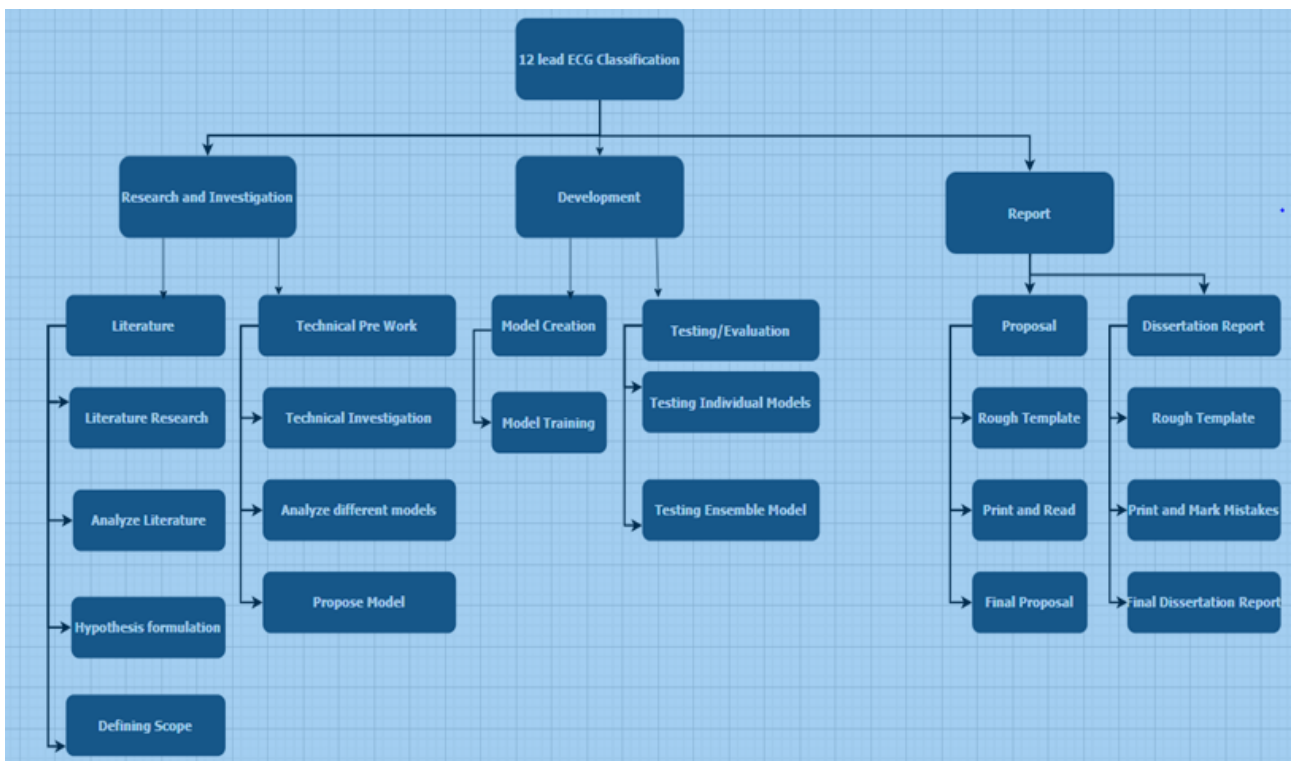 12 lead ECG Classification
Research and Investigation
Development
Report
Literature
Technical Pre Work
Model Creation
Testing/Evaluation
Proposal
Dissertation Report
Literature Research
Technical Investigation
Model Training
Testing Individual Models
Rough Template
Rough Template
Analyze Literature
Analyze different models
Testing Ensemble Model
Print and Read
Print and Mark Mistakes
Hypothesis formulation
Propose Model
Final Proposal
Final Dissertation Report
Defining Scope